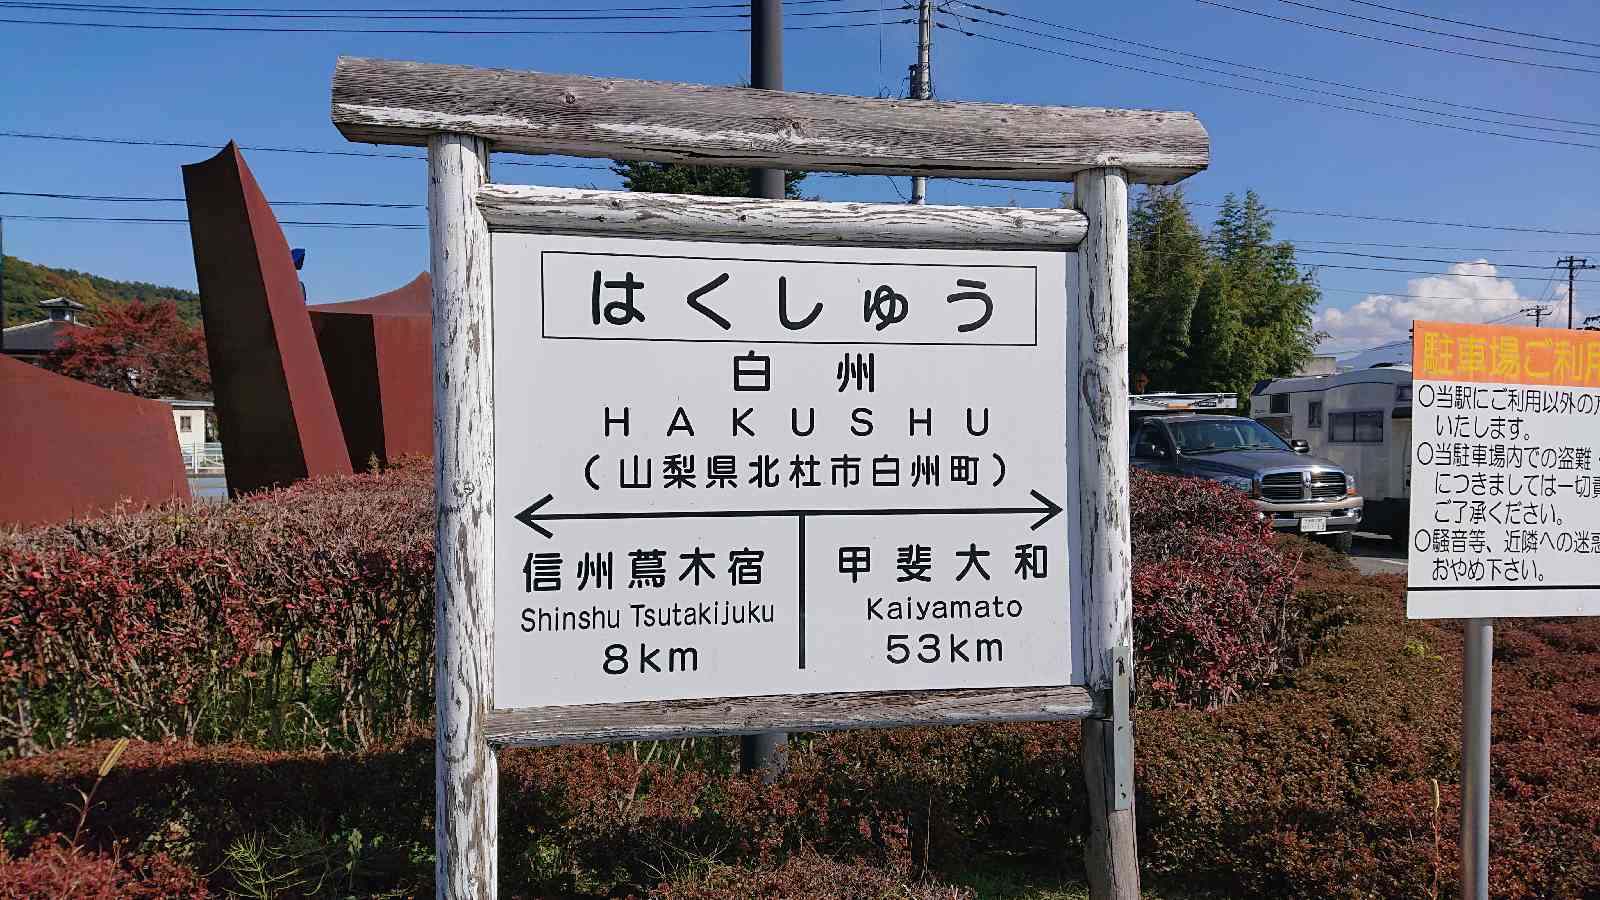 はくしゅう
白州
HAKUSHU
(山梨県北杜市白州町)
信州蔦木宿
Shinshu Tsutakijuku
8km
甲斐大和
Kaiyamato
53km
駐車場ご利用
○当駅にご利用以外の方
いたします。
○当駐車場内での盗難・
につきましては一切責
ご了承ください。
○騒音等、近隣への迷惑
おやめ下さい。